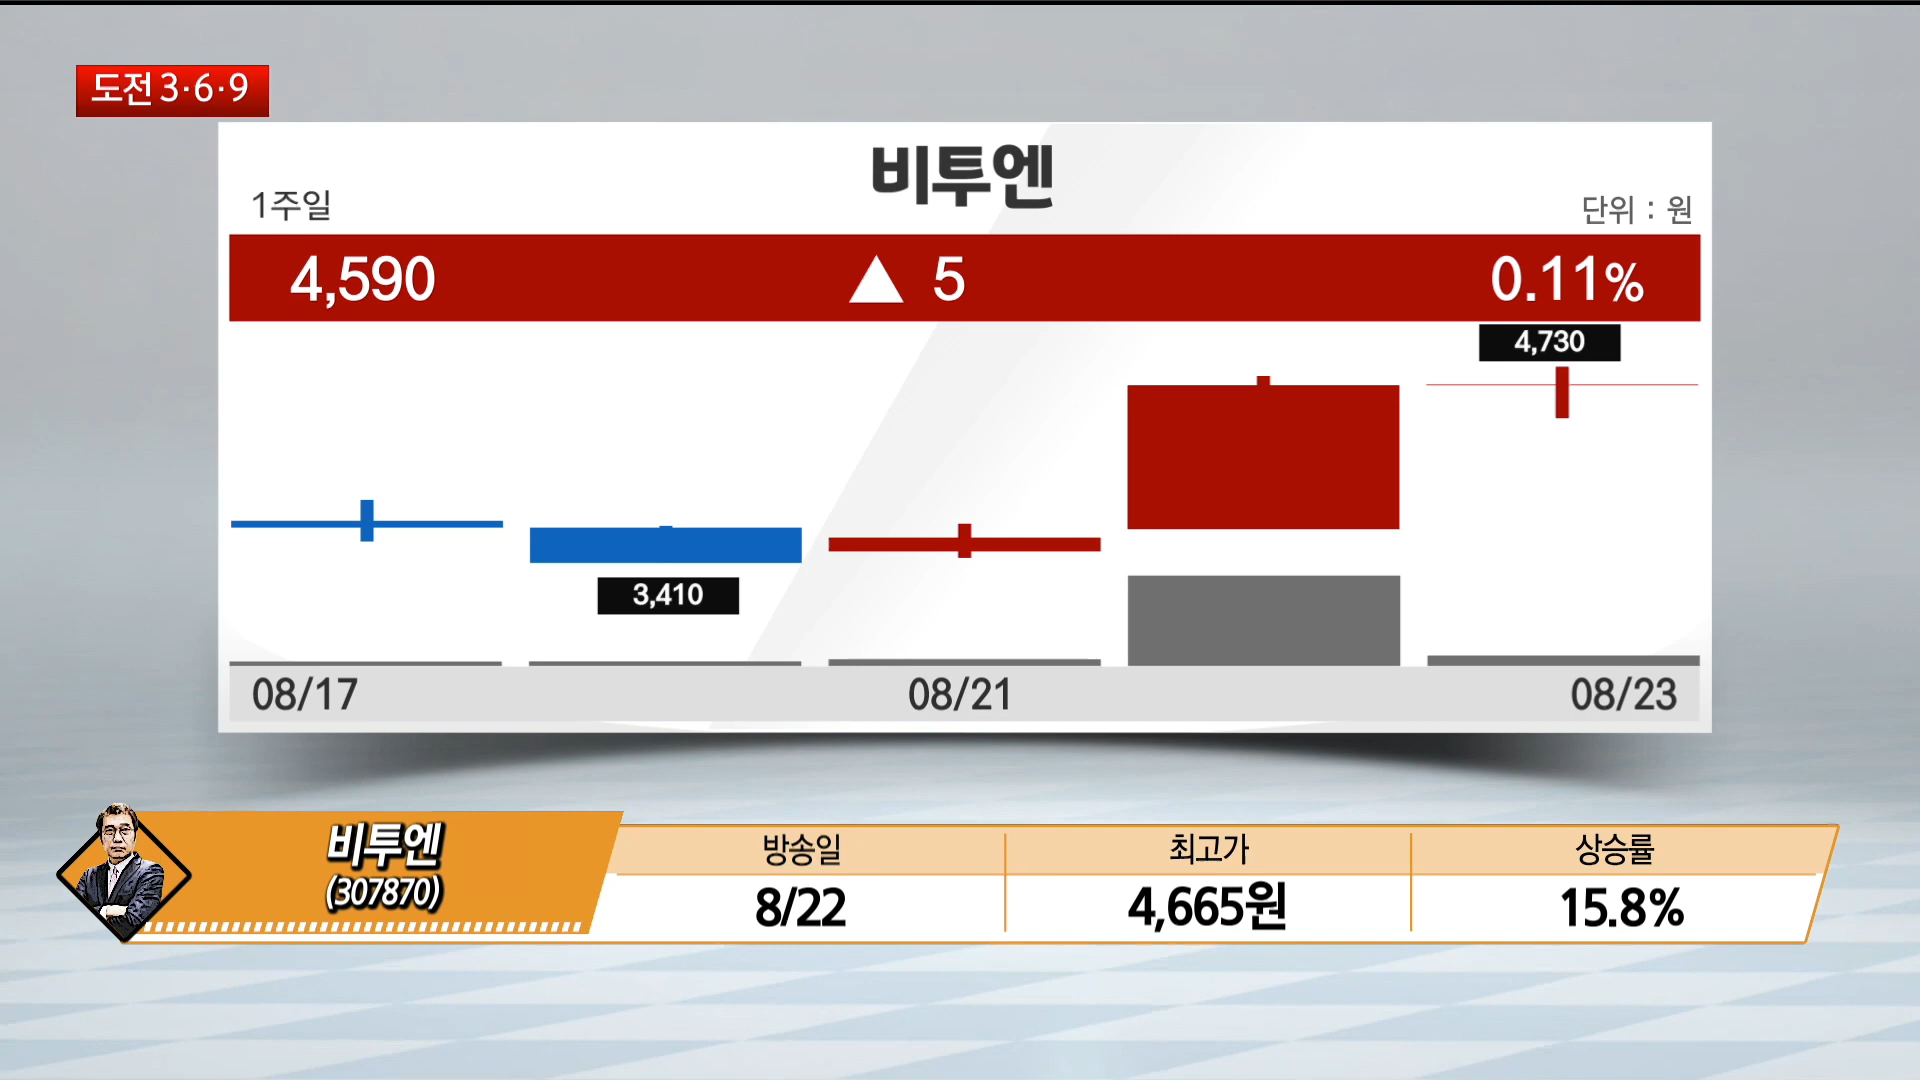 도전 3·6·9
비투엔
1주일
단위 : 원
4,590 ▲ 5 0.11%
4,730
3,410
08/17 08/21 08/23
비투엔
(307870)
방송일 최고가 상승률
8/22 4,665원 15.8%